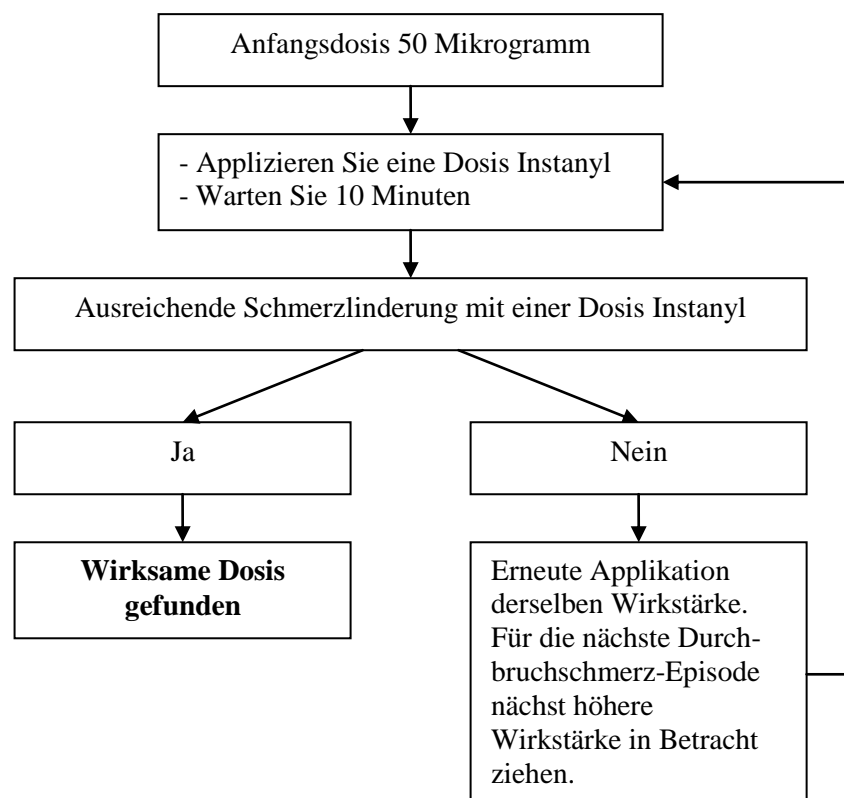 Anfangsdosis 50 Mikrogramm
- Applizieren Sie eine Dosis Instanyl
- Warten Sie 10 Minuten
Ausreichende Schmerzlinderung mit einer Dosis Instanyl
Ja
Nein
Wirksame Dosis
gefunden
Erneute Applikation
derselben Wirkstärke.
Für die nächste Durch-
bruchschmerz-Episode
nächst höhere
Wirkstärke in Betracht
ziehen.